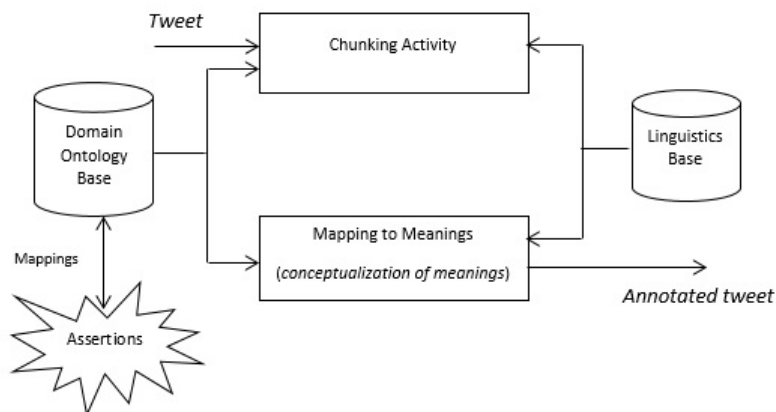 Tweet
Chunking Activity
Domain
Ontology
Base
Linguistics
Base
Mapping to Meanings
(conceptualization of meanings)
Mappings
Annotated tweet
Assertions